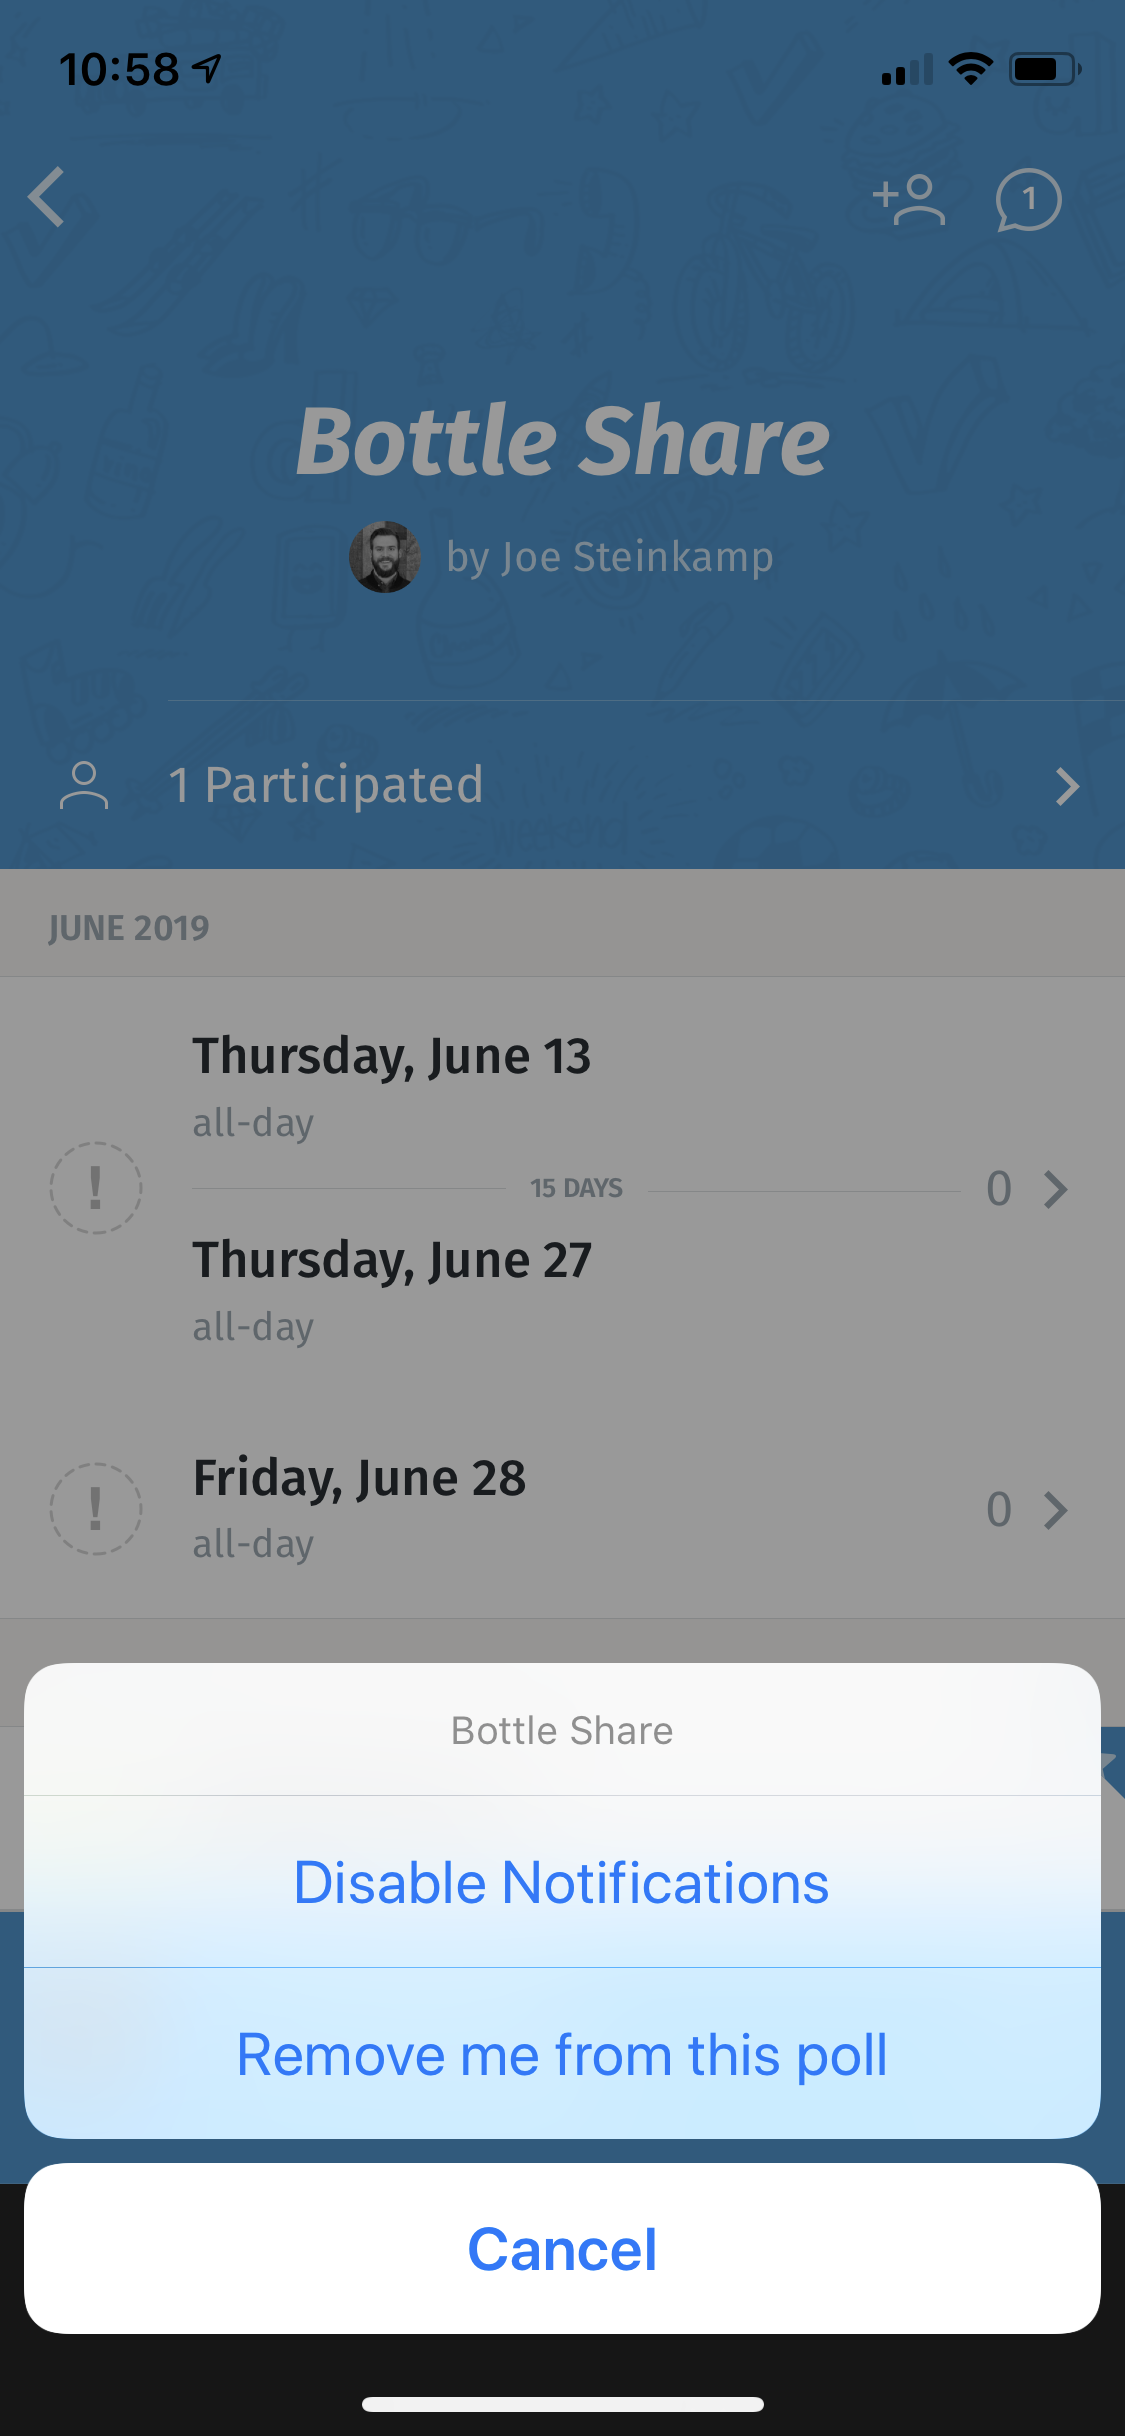 10:58
1
Bottle Share
by Joe Steinkamp
1 Participated
weekend
JUNE 2019
Thursday, June 13
all-day
15 DAYS
0
Thursday, June 27
all-day
Friday, June 28
all-day
0
Bottle Share
Disable Notifications
Remove me from this poll
Cancel